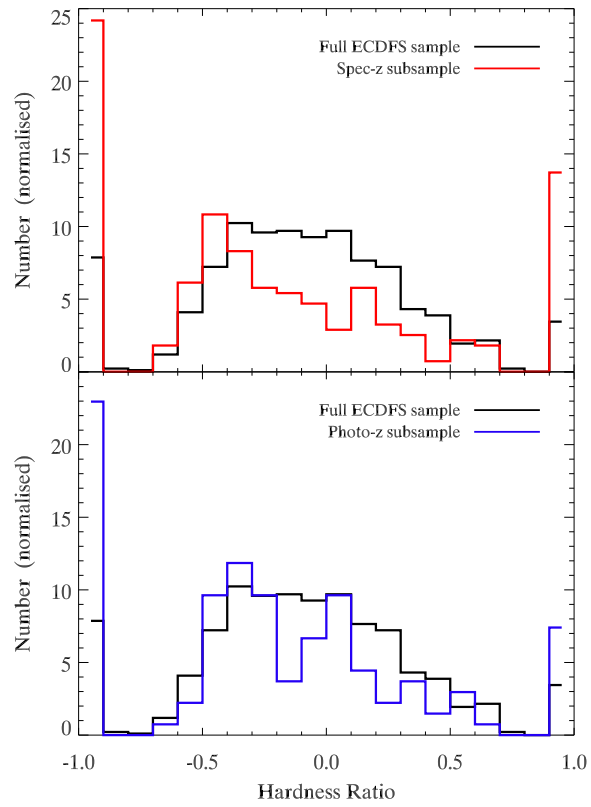 25
20
15
10
5
0
Number (normalised)
Full ECDFS sample
Spec-z subsample
20
15
10
5
0
Number (normalised)
Full ECDFS sample
Photo-z subsample
-1.0 -0.5 0.0 0.5 1.0
Hardness Ratio